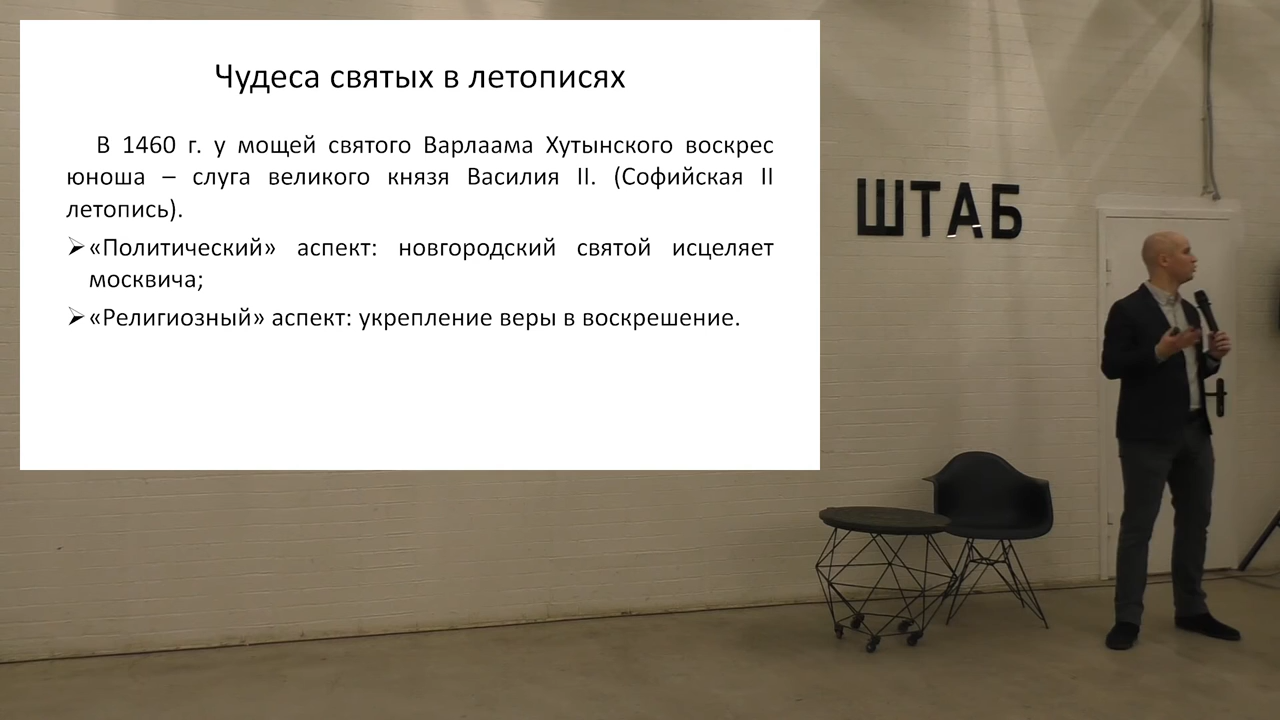 Чудеса святых в летописях
В 1460 г. у мощей святого Варлаама Хутынского воскрес
юноша – слуга великого князя Василия II. (Софийская II
летопись).
«Политический» аспект: новгородский святой исцеляет
москвича;
«Религиозный» аспект: укрепление веры в воскрешение.
ШТАБ